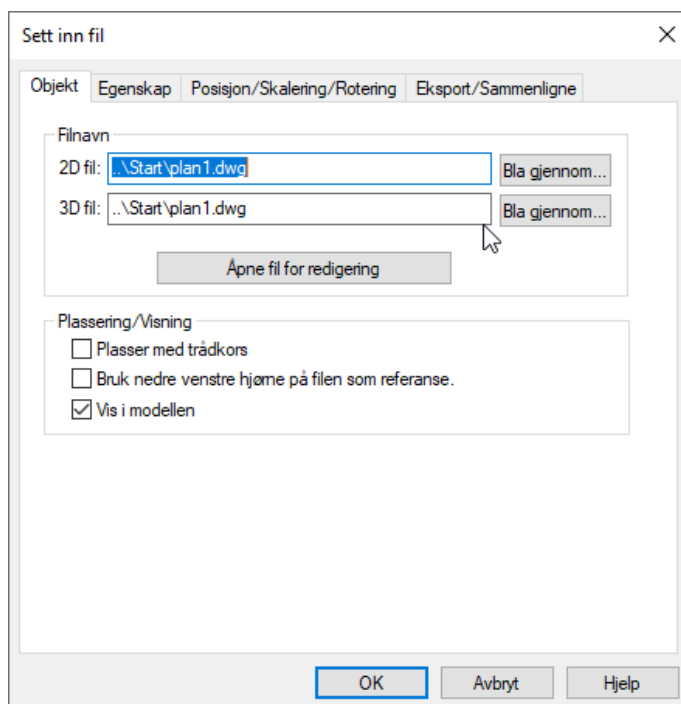 Sett inn fil
Objekt Egenskap Posisjon/Skalering/Rotering Eksport/Sammenligne
Filnavn
2D fil: ..\Start\plan1.dwg Bla gjennom...
3D fil: ..\Start\plan1.dwg Bla gjennom...
Åpne fil for redigering
Plassering/Visning
Plasser med trådkors
Bruk nedre venstre hjørne på filen som referanse.
Vis i modellen
OK Avbryt Hjelp